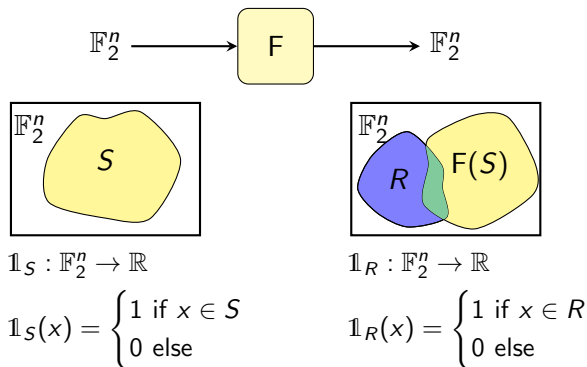 𝔽₂ⁿ F 𝔽₂ⁿ
𝔽₂ⁿ 𝔽₂ⁿ
S R F(S)
𝟙_S : 𝔽₂ⁿ → ℝ 𝟙_R : 𝔽₂ⁿ → ℝ
𝟙_S(x) = { 1 if x ∈ S 𝟙_R(x) = { 1 if x ∈ R
0 else 0 else